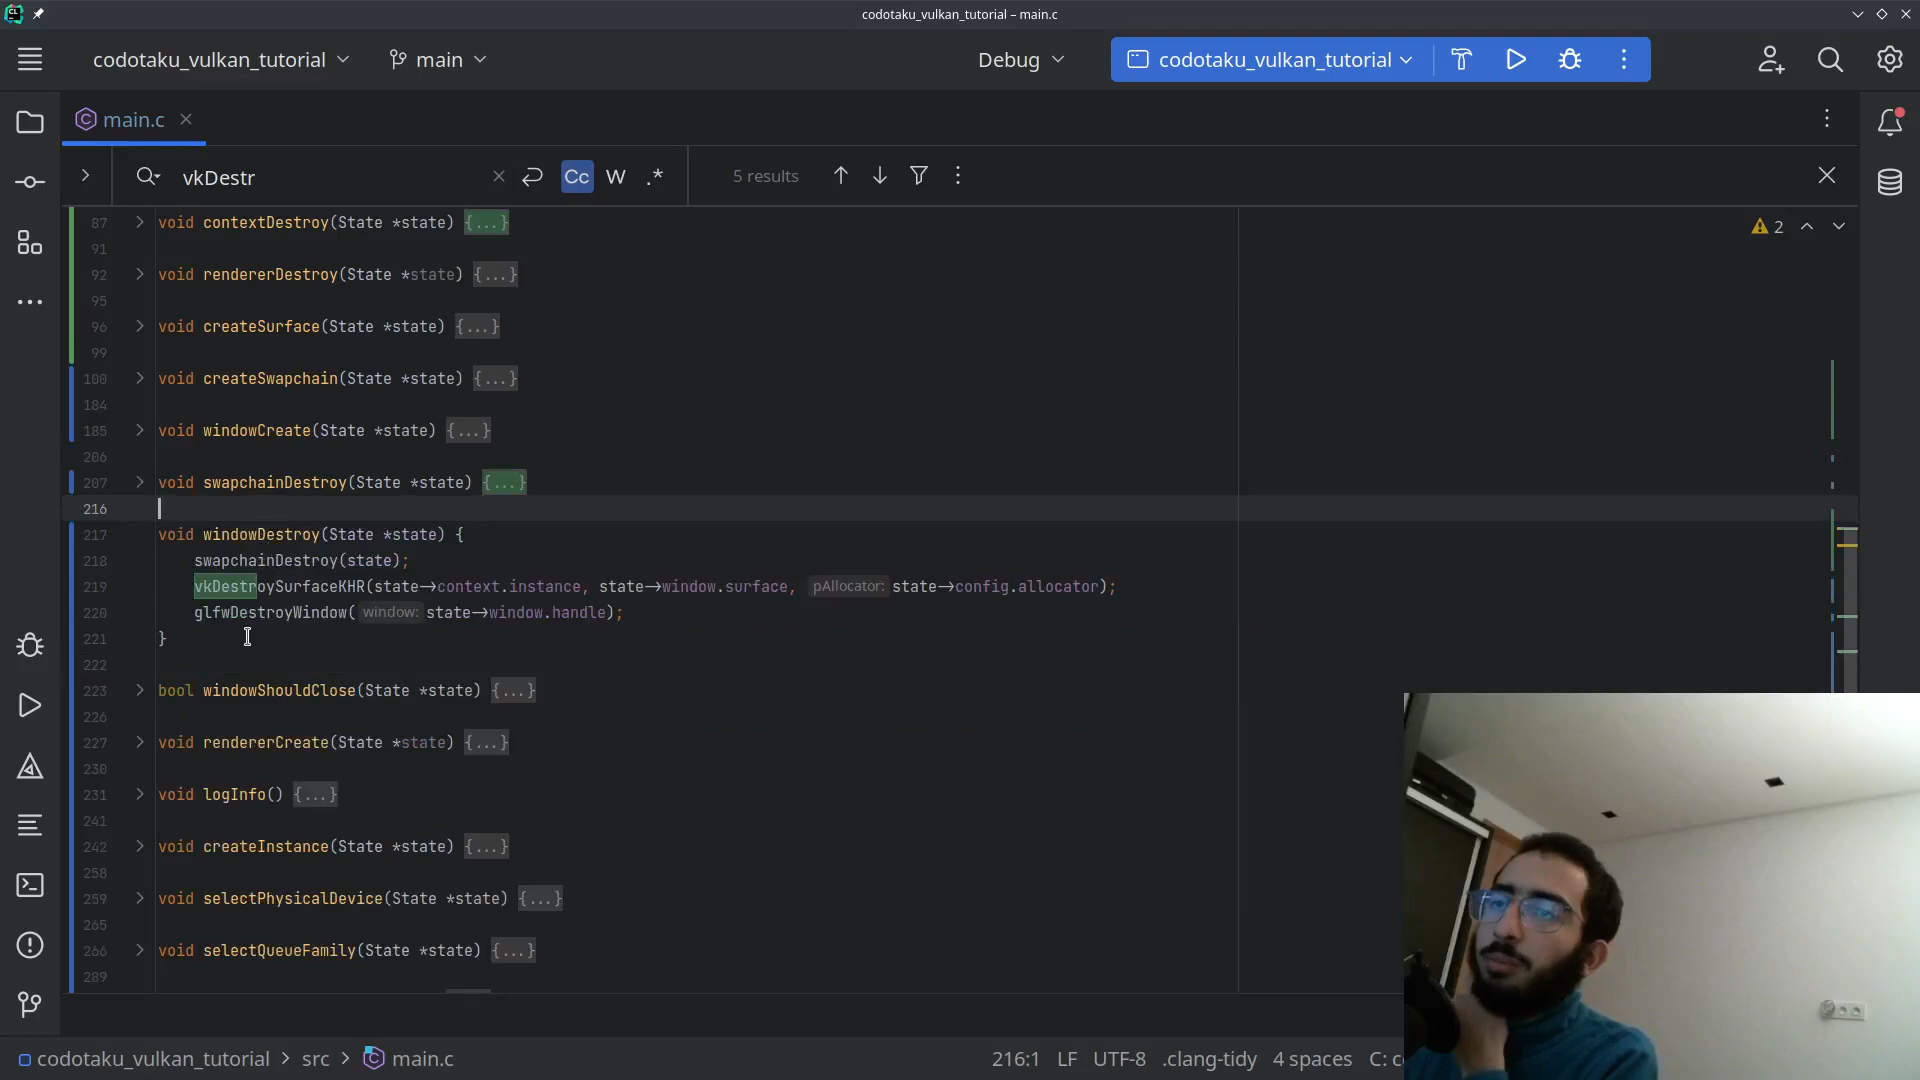 codotaku_vulkan_tutorial – main.c
codotaku_vulkan_tutorial main Debug codotaku_vulkan_tutorial
main.c
vkDestr Cc W .* 5 results
87 void contextDestroy(State *state) {...} 2
91
92 void rendererDestroy(State *state) {...}
95
96 void createSurface(State *state) {...}
99
100 void createSwapchain(State *state) {...}
184
185 void windowCreate(State *state) {...}
206
207 void swapchainDestroy(State *state) {...}
216
217 void windowDestroy(State *state) {
218 swapchainDestroy(state);
219 vkDestroySurfaceKHR(state→context.instance, state→window.surface, pAllocator: state→config.allocator);
220 glfwDestroyWindow( window: state→window.handle);
221 }
222
223 bool windowShouldClose(State *state) {...}
226
227 void rendererCreate(State *state) {...}
230
231 void logInfo() {...}
241
242 void createInstance(State *state) {...}
258
259 void selectPhysicalDevice(State *state) {...}
265
266 void selectQueueFamily(State *state) {...}
289
codotaku_vulkan_tutorial > src > main.c 216:1 LF UTF-8 .clang-tidy 4 spaces C: